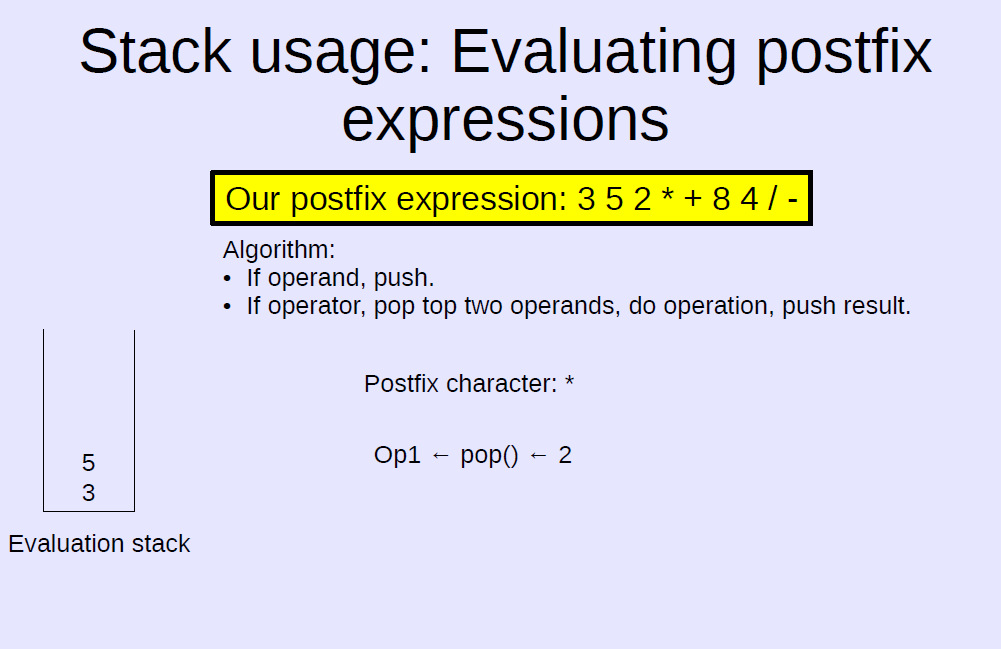 Stack usage: Evaluating postfix
expressions
Our postfix expression: 3 5 2 * + 8 4 / -
Algorithm:
• If operand, push.
• If operator, pop top two operands, do operation, push result.
Postfix character: *
Op1 ← pop() ← 2
5
3
Evaluation stack